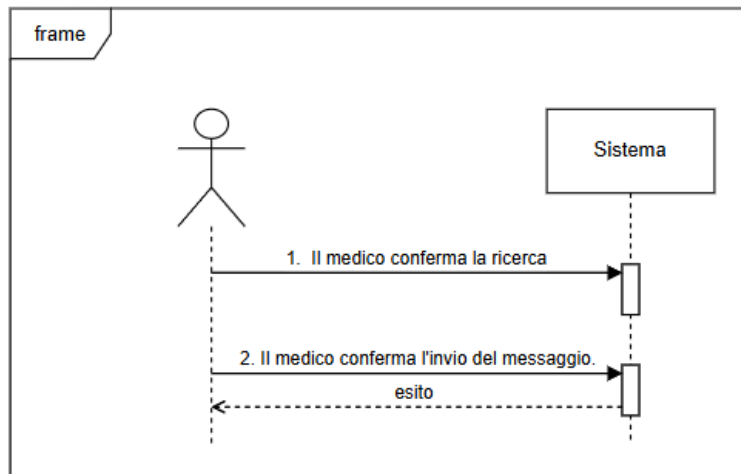 frame
Sistema
1. Il medico conferma la ricerca
2. Il medico conferma l'invio del messaggio.
esito